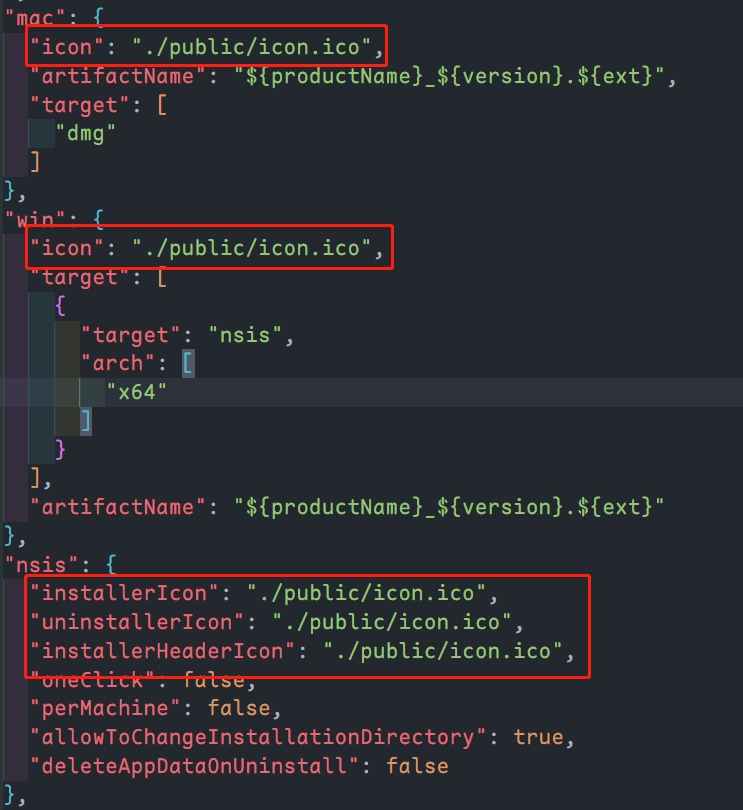 "mac": {
"icon": "./public/icon.ico",
"artifactName": "${productName}_${version}.${ext}",
"target": [
"dmg"
]
},
"win": {
"icon": "./public/icon.ico",
"target": [
{
"target": "nsis",
"arch": [
"x64"
]
}
],
"artifactName": "${productName}_${version}.${ext}"
},
"nsis": {
"installerIcon": "./public/icon.ico",
"uninstallerIcon": "./public/icon.ico",
"installerHeaderIcon": "./public/icon.ico",
"oneClick": false,
"perMachine": false,
"allowToChangeInstallationDirectory": true,
"deleteAppDataOnUninstall": false
},